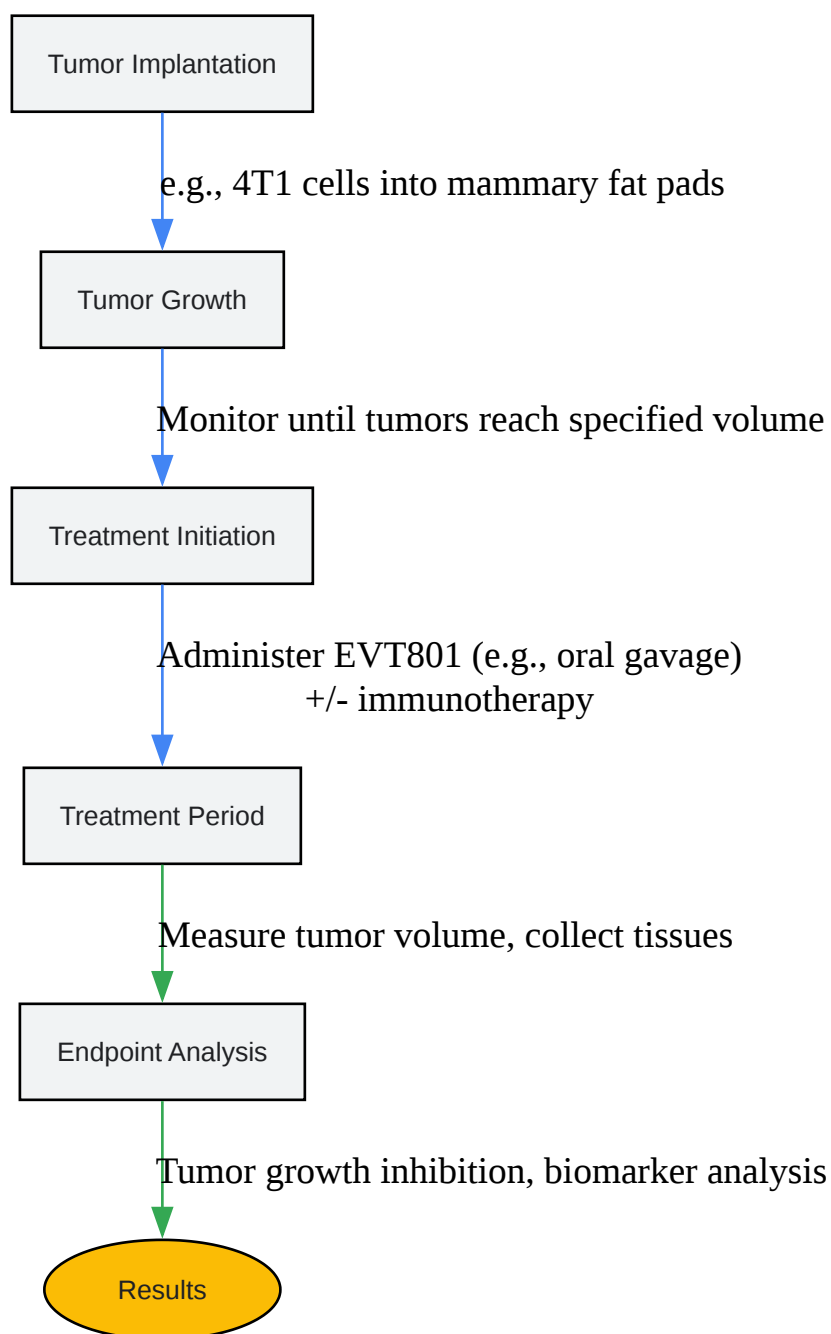 Tumor Implantation
e.g., 4T1 cells into mammary fat pads
Tumor Growth
Monitor until tumors reach specified volume
Treatment Initiation
Administer EVT801 (e.g., oral gavage)
+/- immunotherapy
Treatment Period
Measure tumor volume, collect tissues
Endpoint Analysis
Tumor growth inhibition, biomarker analysis
Results